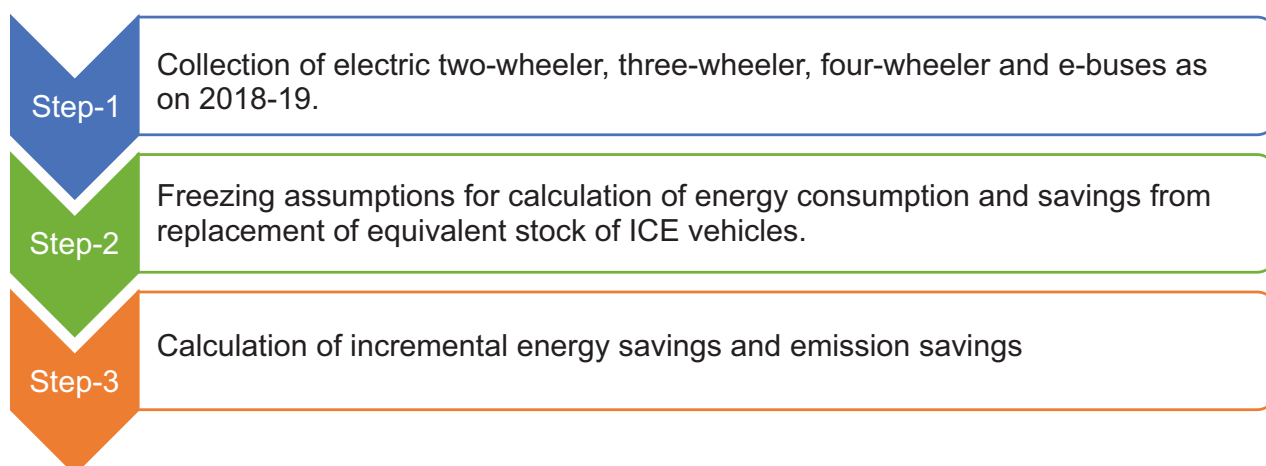 Step-1
Collection of electric two-wheeler, three-wheeler, four-wheeler and e-buses as
on 2018-19.
Step-2
Freezing assumptions for calculation of energy consumption and savings from
replacement of equivalent stock of ICE vehicles.
Step-3
Calculation of incremental energy savings and emission savings